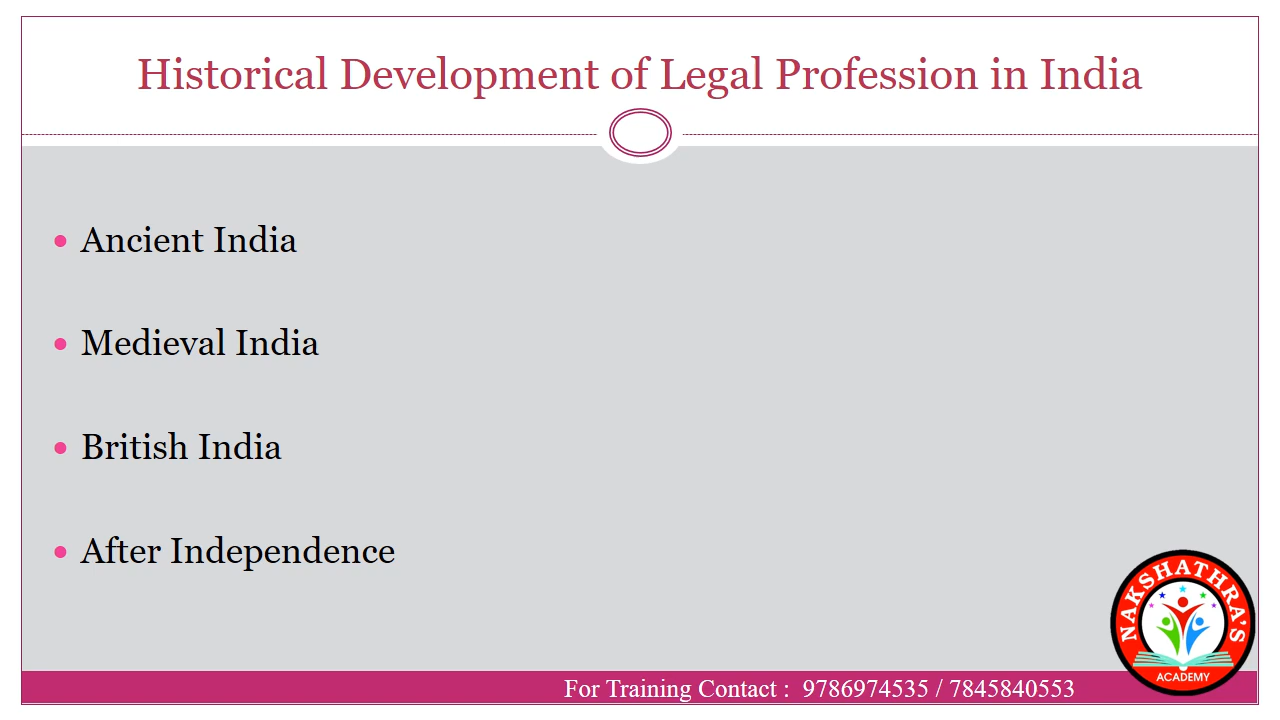 Historical Development of Legal Profession in India
• Ancient India
• Medieval India
• British India
• After Independence
NAKSHATHRA'S
ACADEMY
For Training Contact : 9786974535 / 7845840553